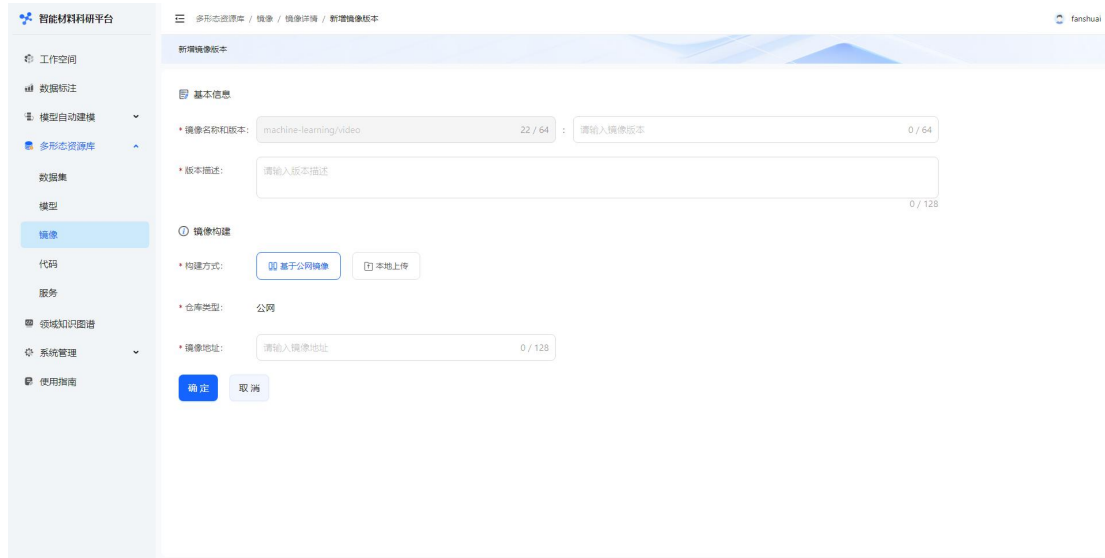 智能材料科研平台
多形态资源库 / 镜像 / 镜像详情 / 新增镜像版本
fanshuai
新增镜像版本
工作空间
数据标注
模型自动建模
多形态资源库
数据集
模型
镜像
代码
服务
领域知识图谱
系统管理
使用指南
基本信息
* 镜像名称和版本: machine-learning/video 22 / 64 : 请输入镜像版本 0 / 64
* 版本描述: 请输入版本描述
0 / 128
镜像构建
* 构建方式: 基于公网镜像 本地上传
* 仓库类型: 公网
* 镜像地址: 请输入镜像地址 0 / 128
确定 取消